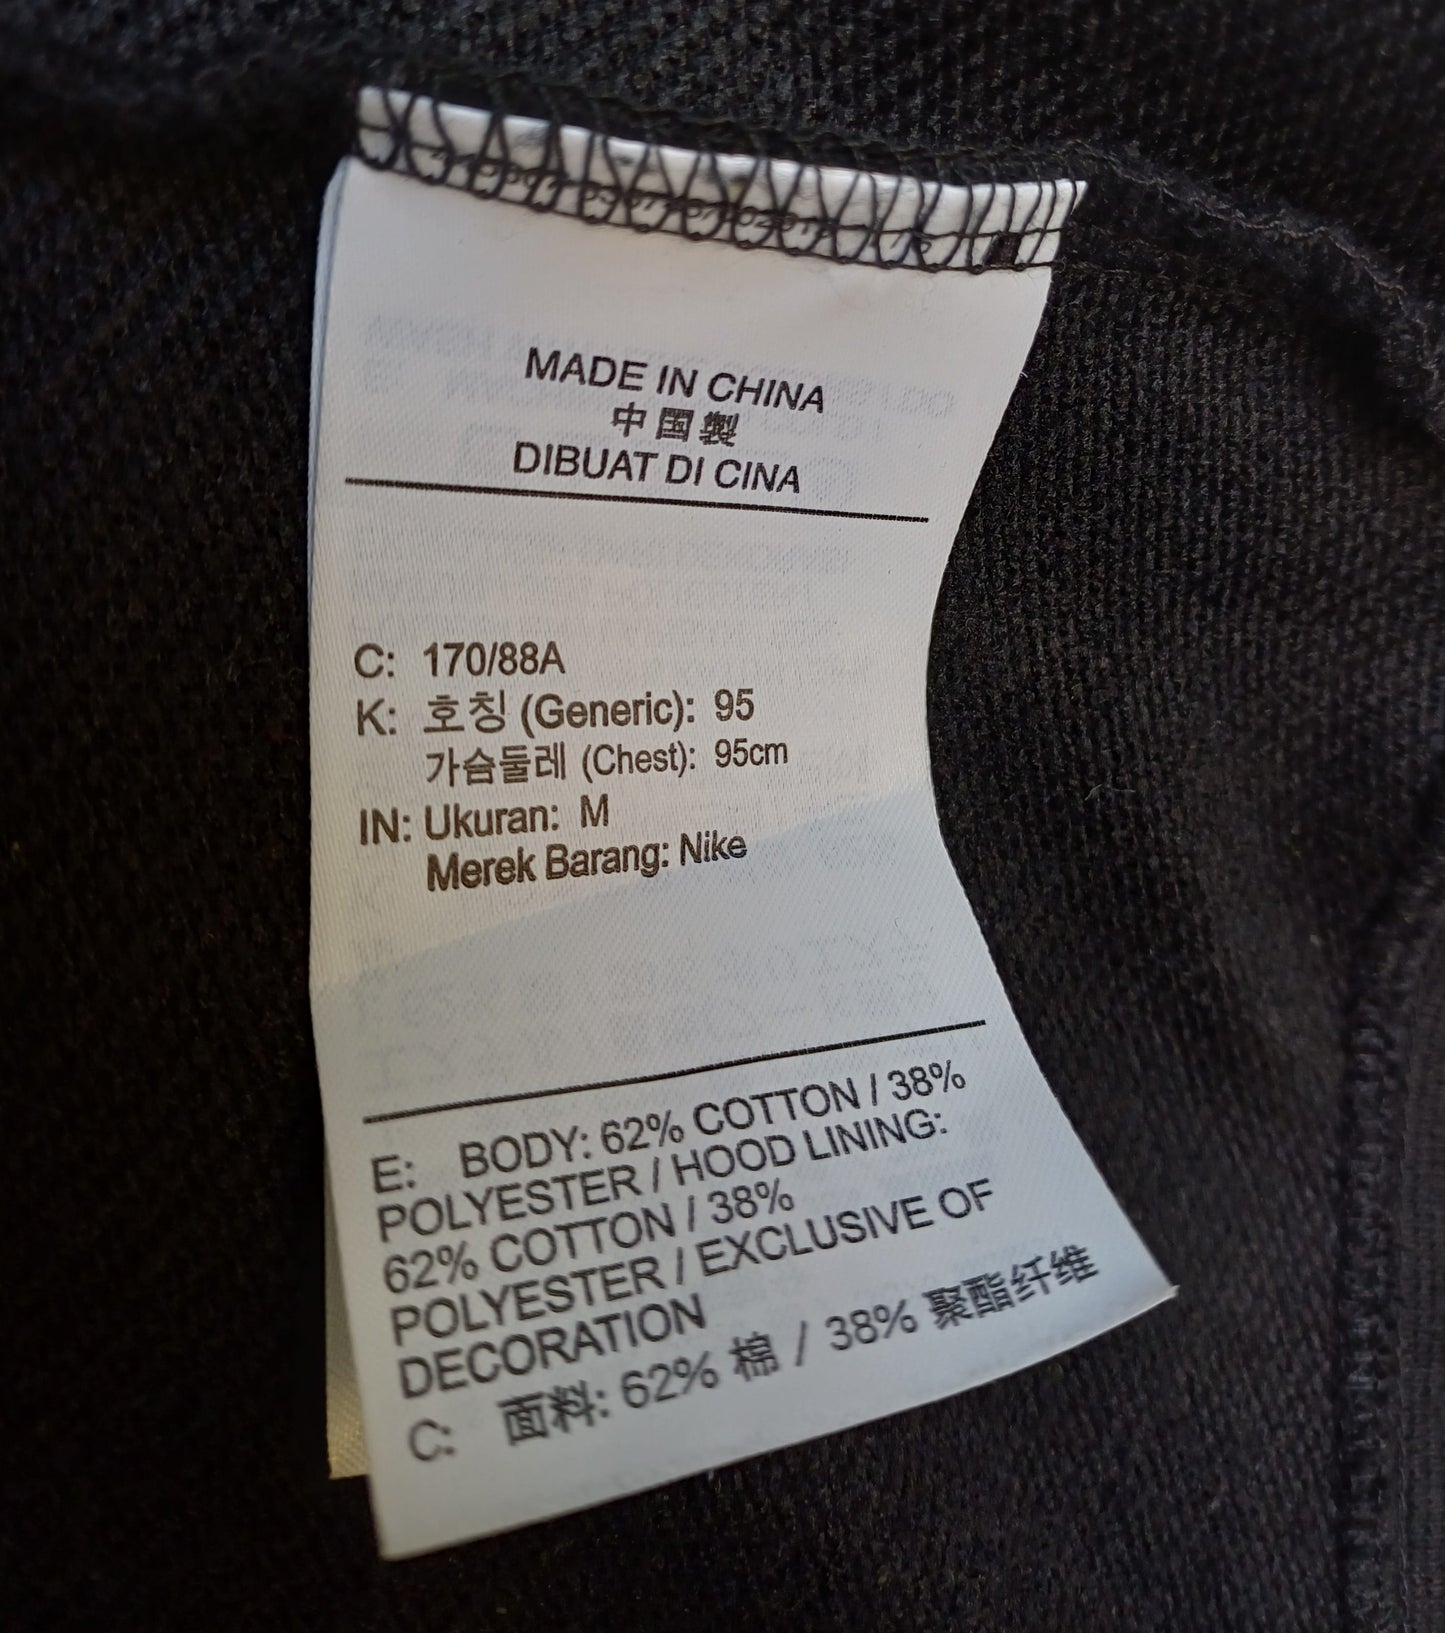 MADE IN CHINA
中国製
DIBUAT DI CINA
C: 170/88A
K: 호칭 (Generic): 95
가슴둘레 (Chest): 95cm
IN: Ukuran: M
Merek Barang: Nike
E: BODY: 62% COTTON / 38%
POLYESTER / HOOD LINING:
62% COTTON / 38%
POLYESTER / EXCLUSIVE OF
DECORATION
C: 面料: 62% 棉 / 38% 聚酯纤维